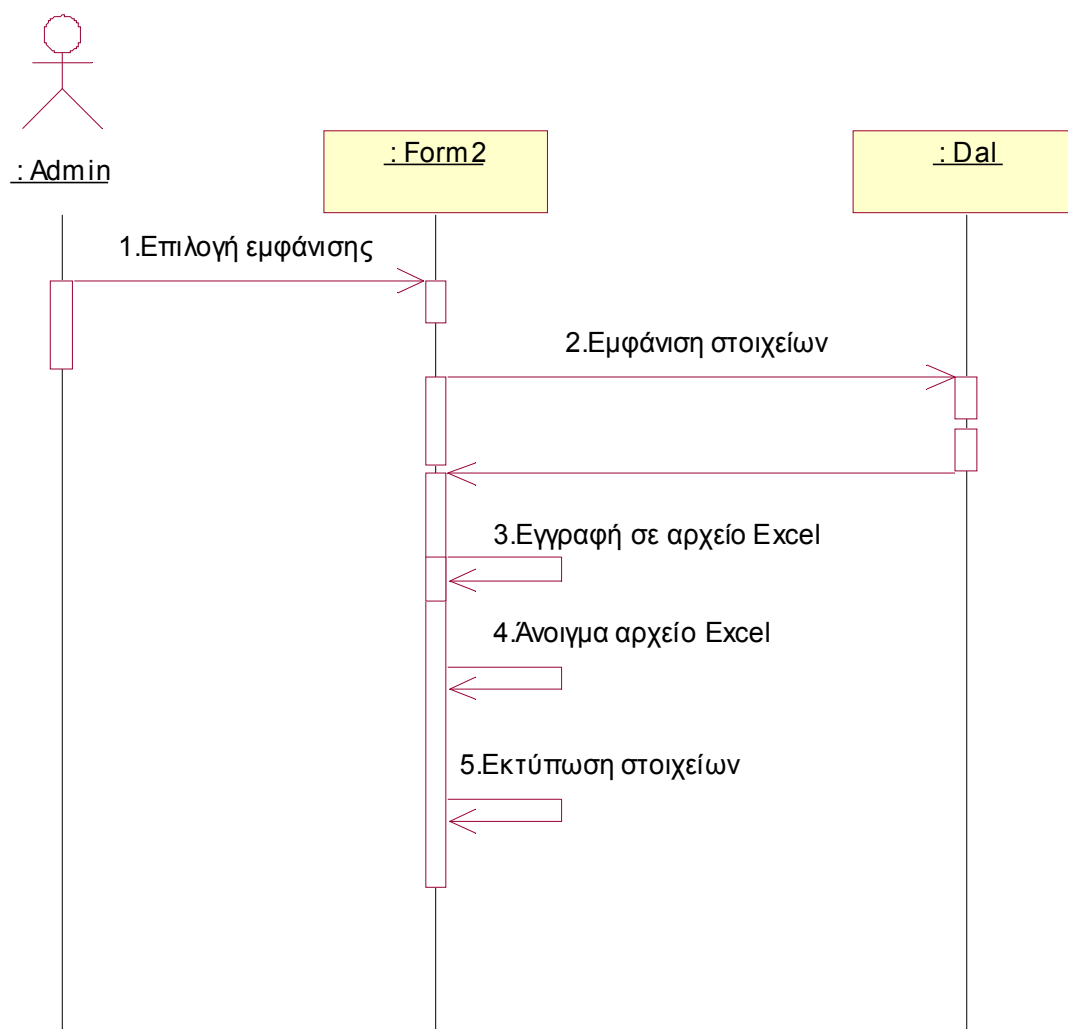 : Admin
: Form2
: Dal
1.Επιλογή εμφάνισης
2.Εμφάνιση στοιχείων
3.Εγγραφή σε αρχείο Excel
4.Άνοιγμα αρχείο Excel
5.Εκτύπωση στοιχείων